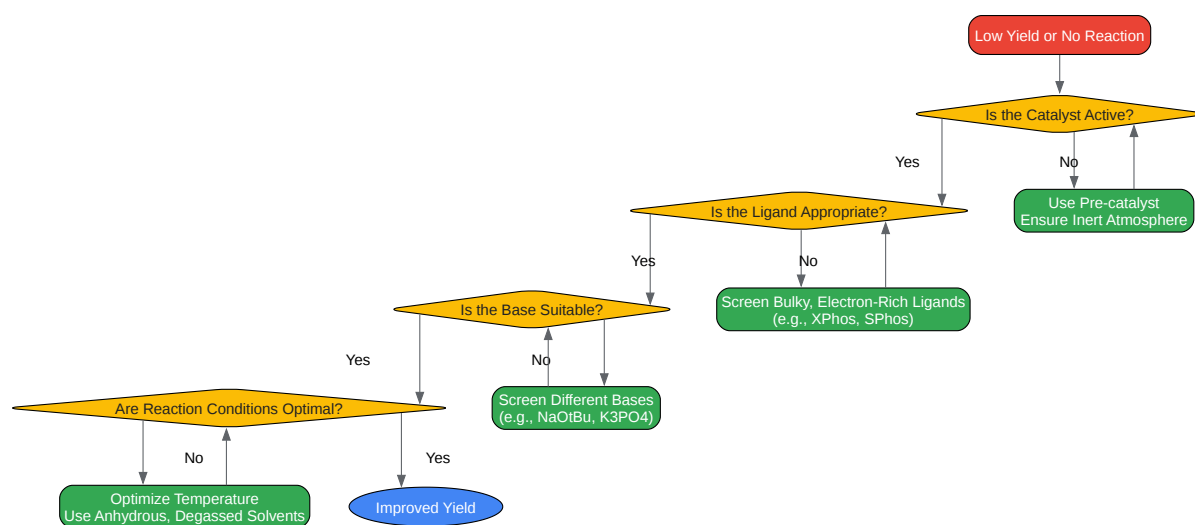 Low Yield or No Reaction
Is the Catalyst Active?
Yes
No
Use Pre-catalyst
Ensure Inert Atmosphere
Is the Ligand Appropriate?
Yes
No
Screen Bulky, Electron-Rich Ligands
(e.g., XPhos, SPhos)
Is the Base Suitable?
Yes
No
Screen Different Bases
(e.g., NaOtBu, K3PO4)
Are Reaction Conditions Optimal?
No
Yes
Optimize Temperature
Use Anhydrous, Degassed Solvents
Improved Yield